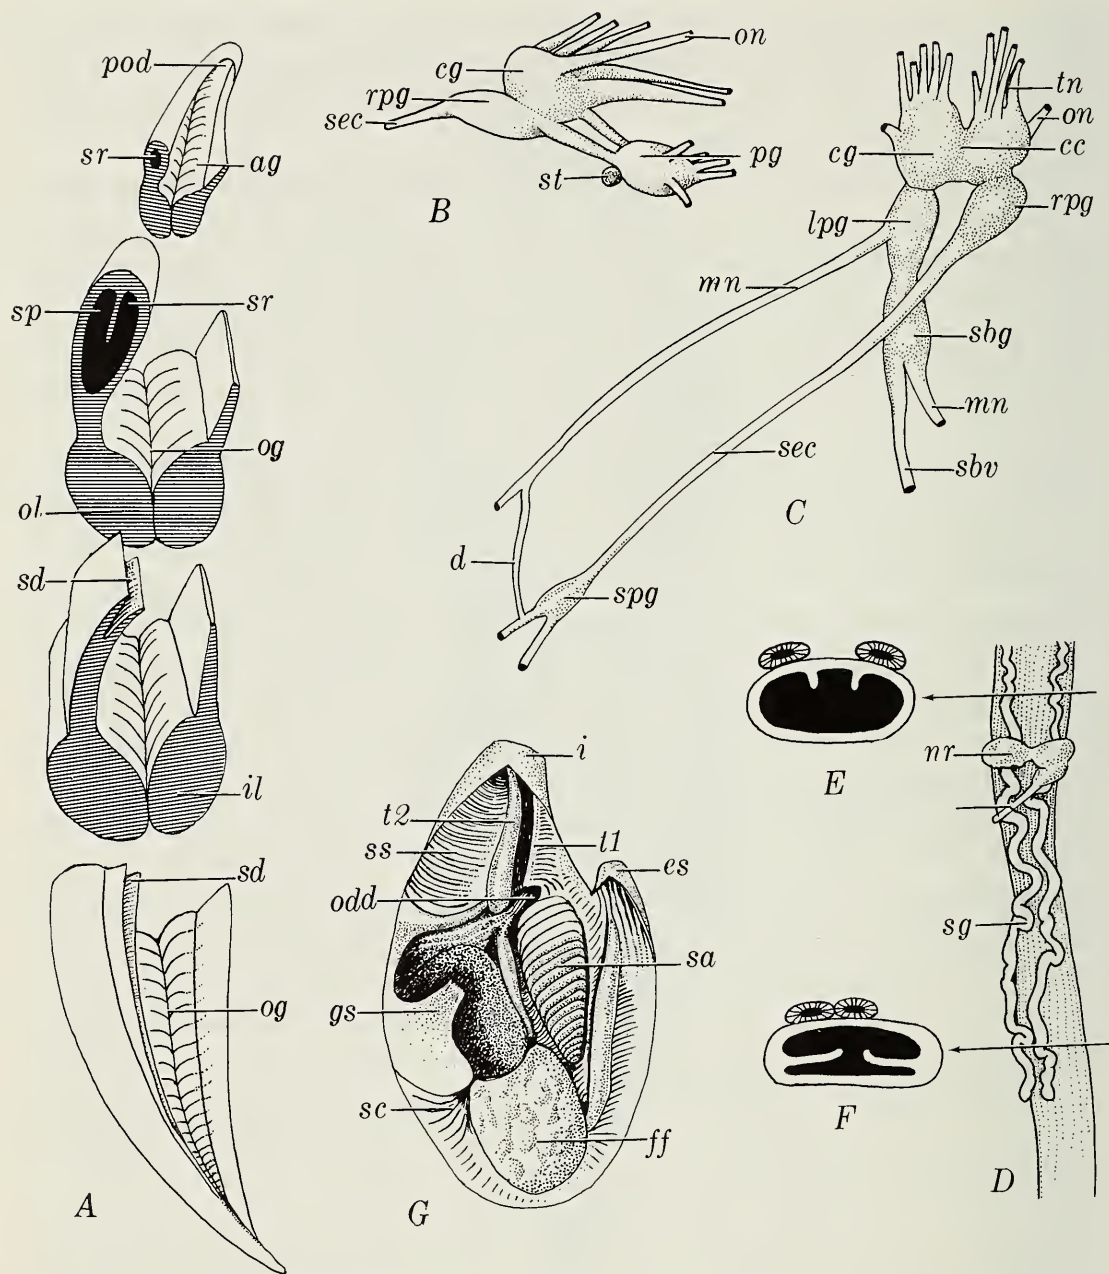 pod
sr
ag
sp
sr
og
ol
sd
il
sd
og
A
cg
on
rpg
sec
pg
st
B
tn
on
cg
cc
lpg
rpg
mn
sbg
mn
sec
sbv
C
d
spg
E
nr
sg
F
D
i
t2
t1
ss
es
odd
sa
gs
sc
ff
G